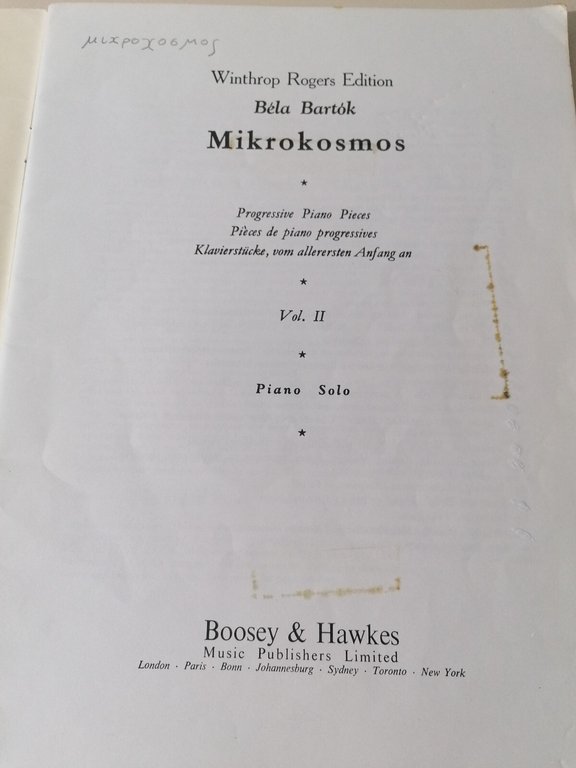 μιχροχοσμος
Winthrop Rogers Edition
Béla Bartók
Mikrokosmos
Progressive Piano Pieces
Pièces de piano progressives
Klavierstücke, vom allerersten Anfang an
Vol. II
Piano Solo
Boosey & Hawkes
Music Publishers Limited
London · Paris · Bonn · Johannesburg · Sydney · Toronto · New York